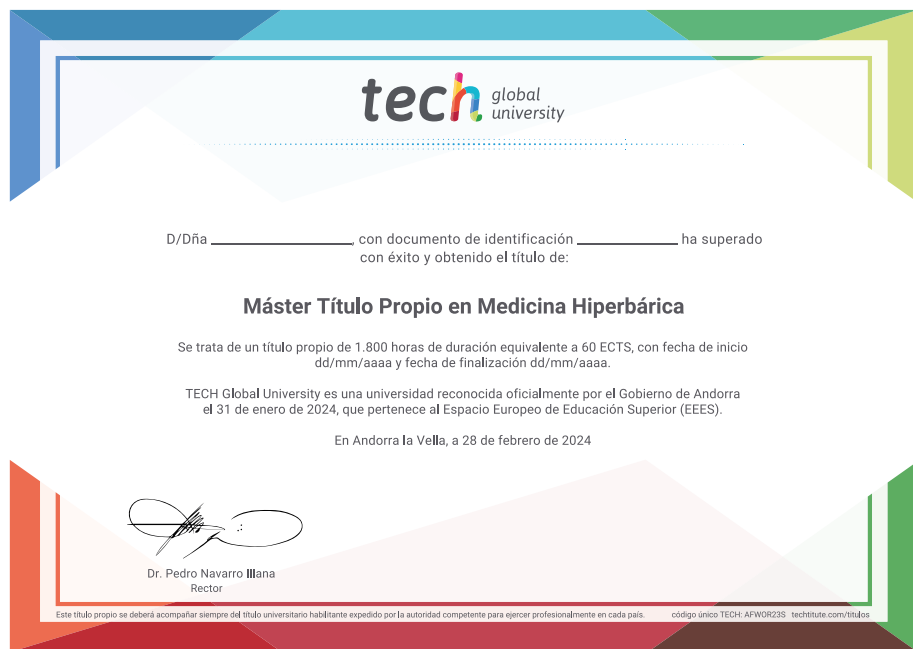 tech global university
D/Dña ____________________, con documento de identificación ______________ ha superado
con éxito y obtenido el título de:
Máster Título Propio en Medicina Hiperbárica
Se trata de un título propio de 1.800 horas de duración equivalente a 60 ECTS, con fecha de inicio
dd/mm/aaaa y fecha de finalización dd/mm/aaaa.
TECH Global University es una universidad reconocida oficialmente por el Gobierno de Andorra
el 31 de enero de 2024, que pertenece al Espacio Europeo de Educación Superior (EEES).
En Andorra la Vella, a 28 de febrero de 2024
Dr. Pedro Navarro Illana
Rector
Este título propio se deberá acompañar siempre del título universitario habilitante expedido por la autoridad competente para ejercer profesionalmente en cada país. código único TECH: AFWOR23S techtitute.com/titulos